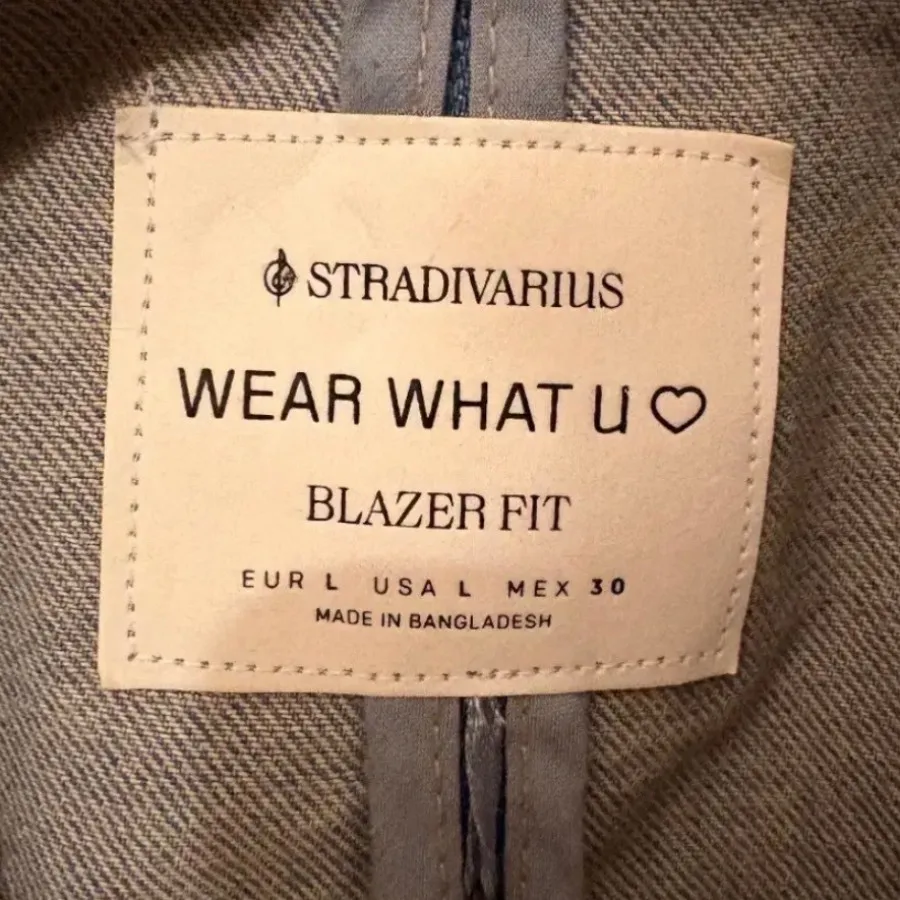 STRADIVARIUS
WEAR WHAT U ♡
BLAZER FIT
EUR L USA L MEX 30
MADE IN BANGLADESH